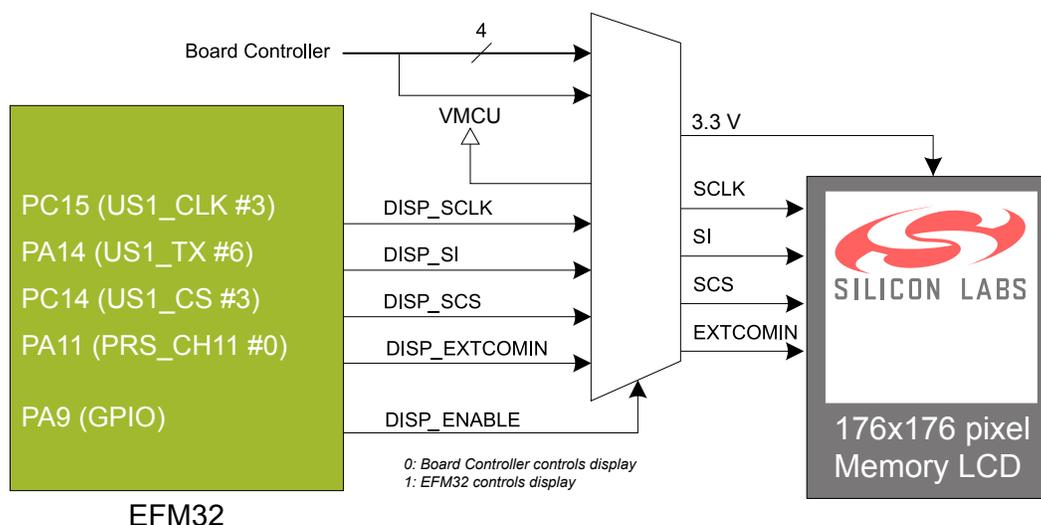 Board Controller
4
VMCU
3.3 V
PC15 (US1_CLK #3)
DISP_SCLK
SCLK
PA14 (US1_TX #6)
DISP_SI
SI
PC14 (US1_CS #3)
DISP_SCS
SCS
PA11 (PRS_CH11 #0)
DISP_EXTCOMIN
EXTCOMIN
PA9 (GPIO)
DISP_ENABLE
0: Board Controller controls display
1: EFM32 controls display
SILICON LABS
176x176 pixel
Memory LCD
EFM32